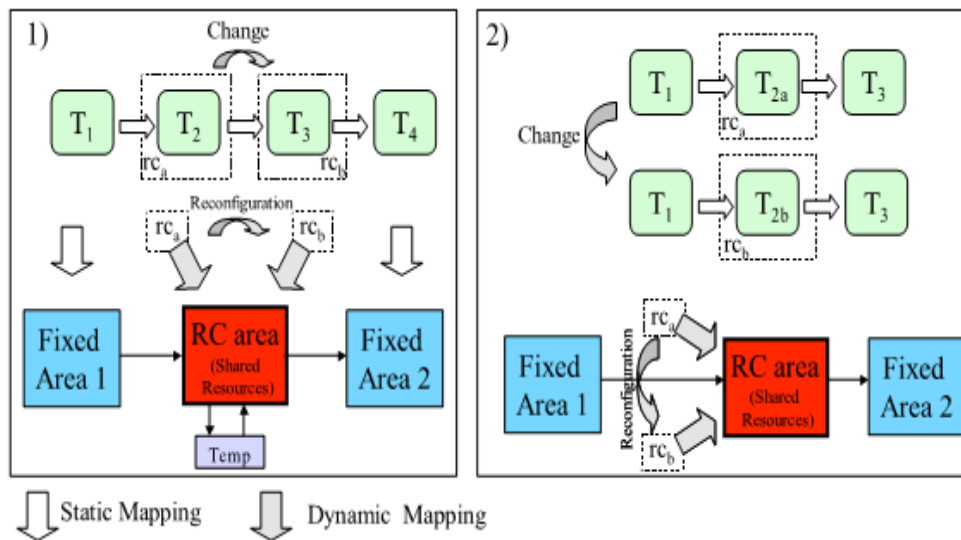 1)
Change
T1
T2
T3
T4
rca
rcb
Reconfiguration
rca
rcb
Fixed
Area 1
RC area
(Shared
Resources)
Fixed
Area 2
Temp
2)
T1
T2a
T3
rca
Change
T1
T2b
T3
rcb
rca
Reconfiguration
rcb
Fixed
Area 1
RC area
(Shared
Resources)
Fixed
Area 2
Static Mapping
Dynamic Mapping